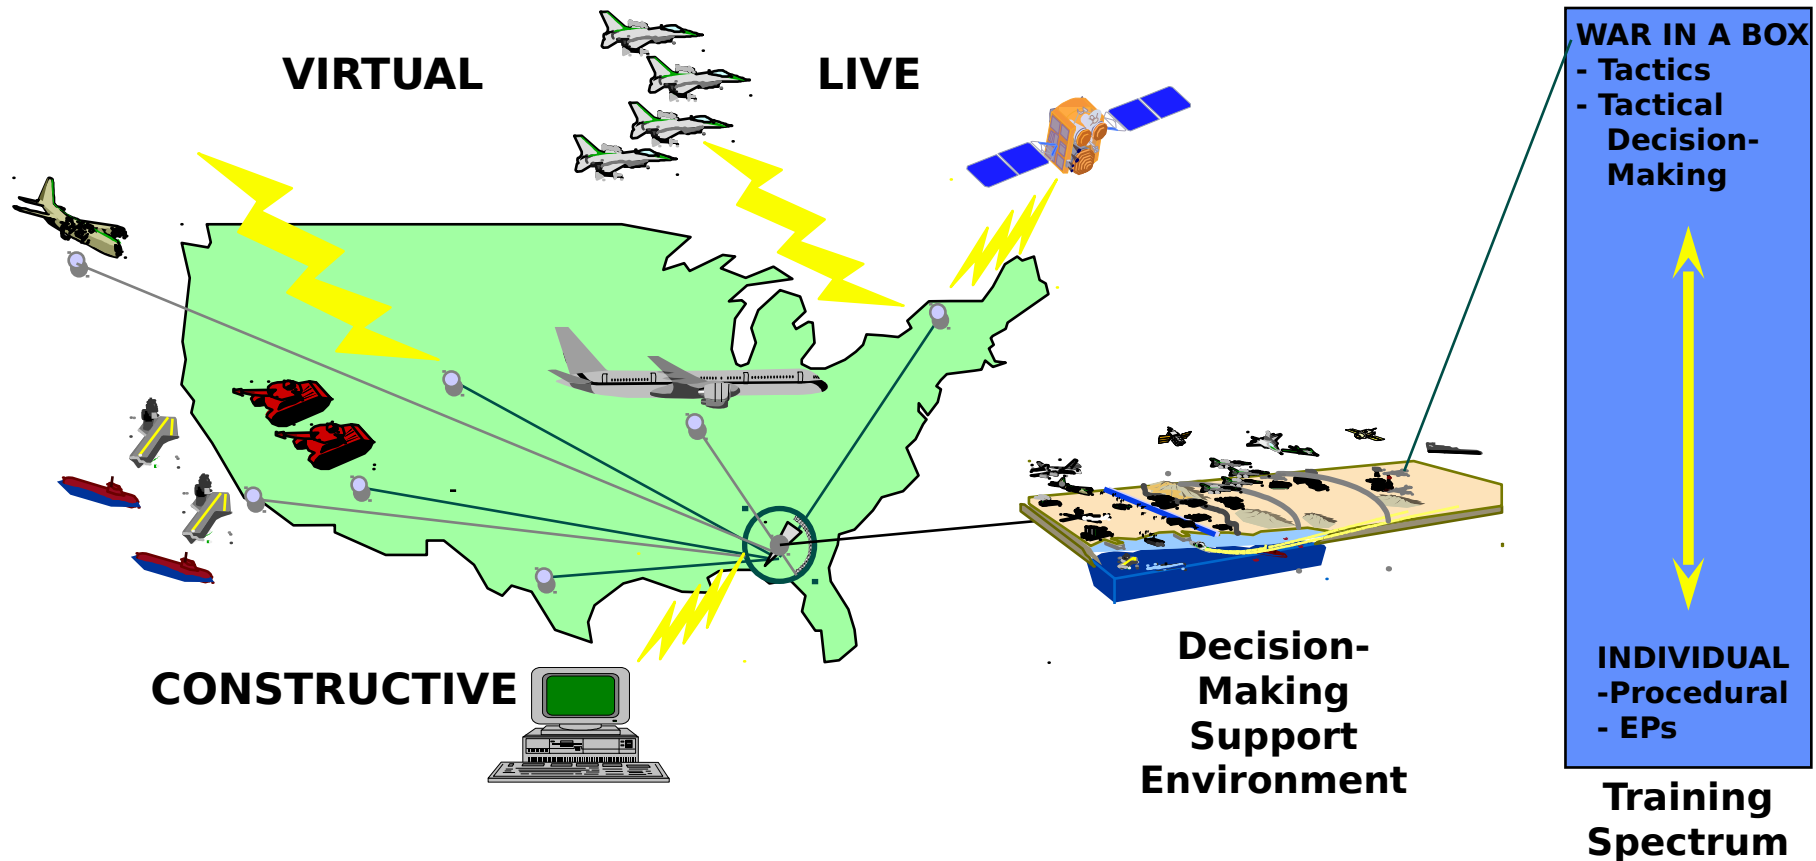 VIRTUAL
LIVE
CONSTRUCTIVE
Decision-
Making
Support
Environment
WAR IN A BOX
- Tactics
- Tactical
Decision-
Making
INDIVIDUAL
-Procedural
- EPs
Training
Spectrum